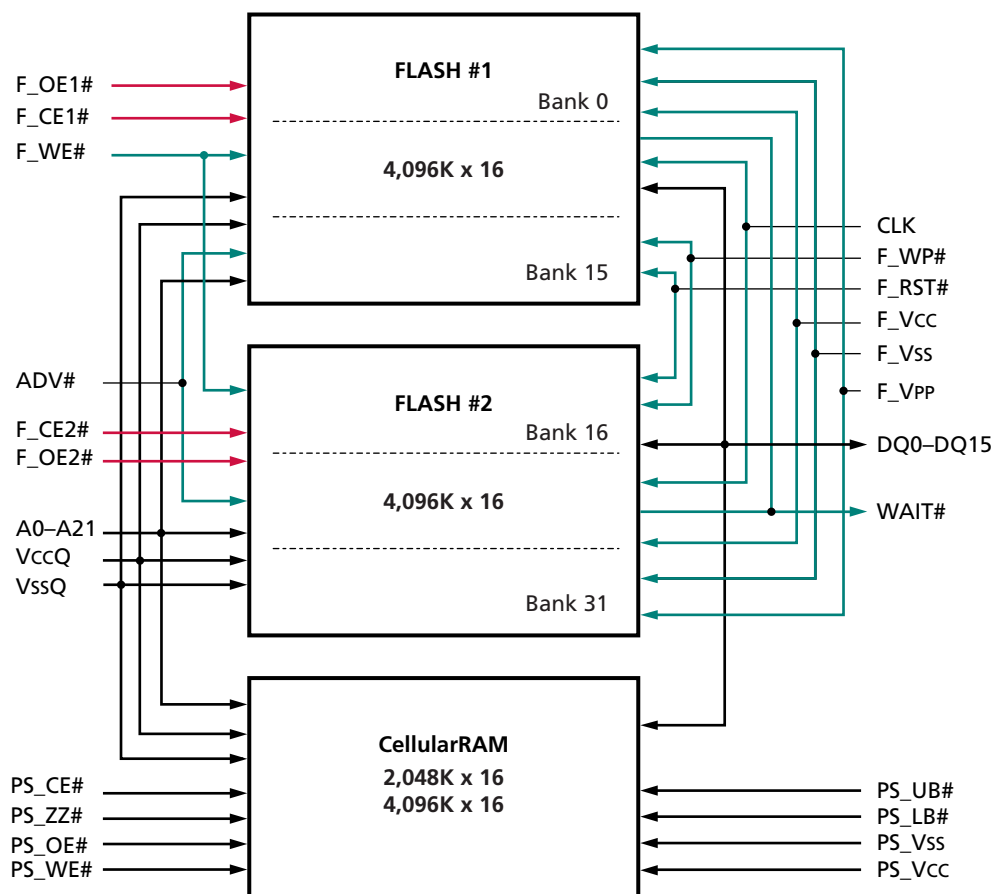 FLASH #1
Bank 0
4,096K x 16
Bank 15
F_OE1#
F_CE1#
F_WE#
ADV#
F_CE2#
F_OE2#
A0–A21
VccQ
VssQ
FLASH #2
Bank 16
4,096K x 16
Bank 31
CLK
F_WP#
F_RST#
F_Vcc
F_Vss
F_VPP
DQ0–DQ15
WAIT#
CellularRAM
2,048K x 16
4,096K x 16
PS_CE#
PS_ZZ#
PS_OE#
PS_WE#
PS_UB#
PS_LB#
PS_Vss
PS_Vcc